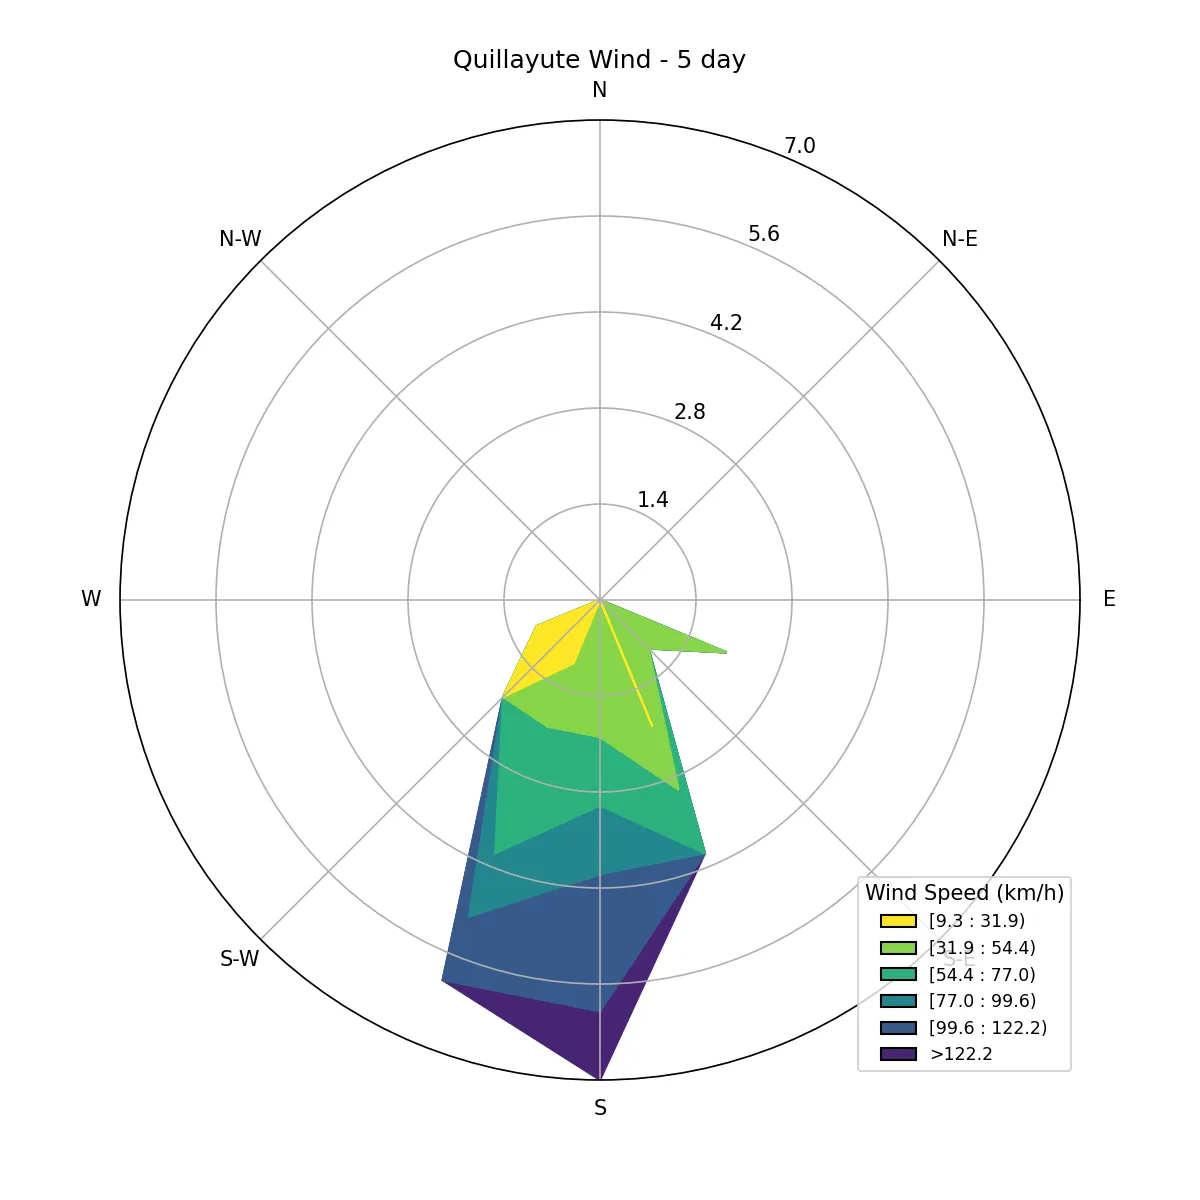 Quillayute Wind - 5 day
N
7.0
5.6
N-W
N-E
4.2
2.8
1.4
W
E
S-W
S-E
Wind Speed (km/h)
[9.3 : 31.9)
[31.9 : 54.4)
[54.4 : 77.0)
[77.0 : 99.6)
[99.6 : 122.2)
>122.2
S